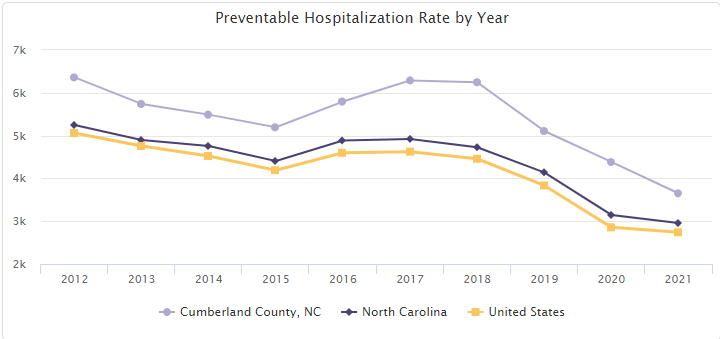 Preventable Hospitalization Rate by Year
7k
6k
5k
4k
3k
2k
2012 2013 2014 2015 2016 2017 2018 2019 2020 2021
Cumberland County, NC North Carolina United States